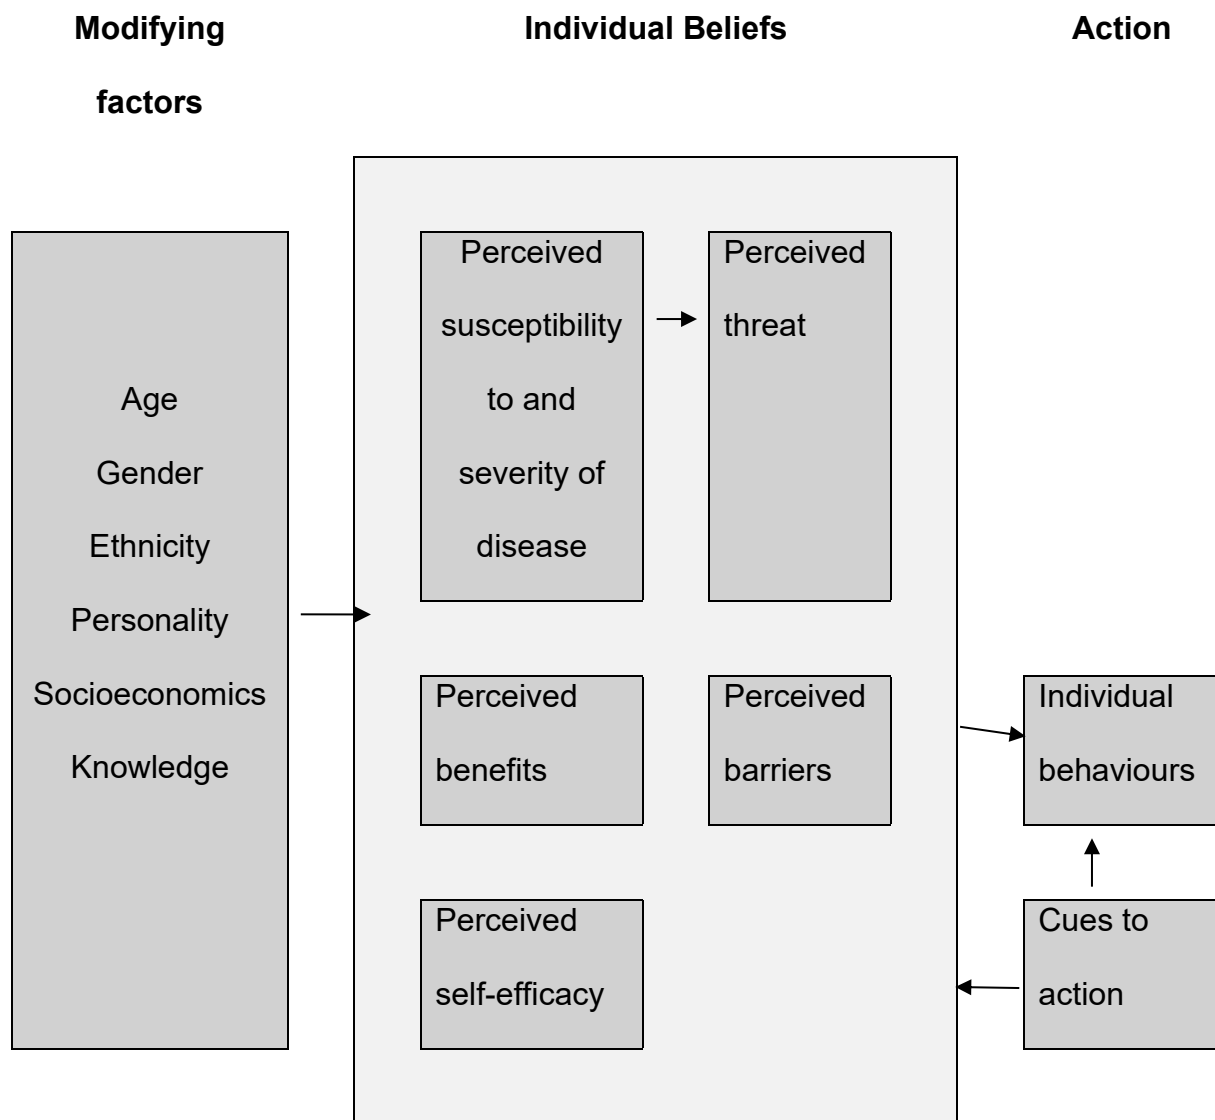 Modifying
factors
Individual Beliefs
Action
Age
Gender
Ethnicity
Personality
Socioeconomics
Knowledge
Perceived
susceptibility
to and
severity of
disease
Perceived
threat
Perceived
benefits
Perceived
barriers
Perceived
self-efficacy
Individual
behaviours
Cues to
action